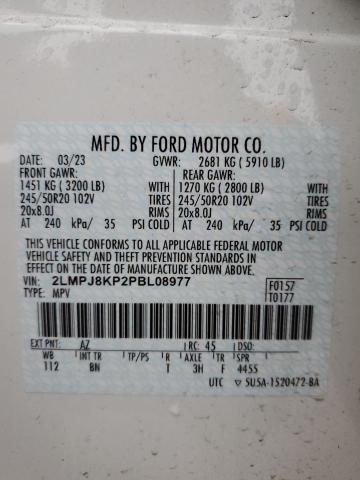 MFD. BY FORD MOTOR CO.
DATE: 03/23 GVWR: 2681 KG ( 5910 LB)
FRONT GAWR: REAR GAWR:
1451 KG ( 3200 LB) WITH 1270 KG ( 2800 LB) WITH
245/50R20 102V TIRES 245/50R20 102V TIRES
20x8.0J RIMS 20x8.0J RIMS
AT 240 kPa/ 35 PSI COLD AT 240 kPa/ 35 PSI COLD
THIS VEHICLE CONFORMS TO ALL APPLICABLE FEDERAL MOTOR
VEHICLE SAFETY AND THEFT PREVENTION STANDARDS IN EFFECT ON
THE DATE OF MANUFACTURE SHOWN ABOVE.
VIN: 2LMPJ8KP2PBL08977 F0157
TYPE: MPV T0177
EXT PNT: AZ RC: 45 DSO:
WB INT TR TP/PS R AXLE TR SPR
112 BN T 3H F 4455
UTC ▽ 5U5A-1520472-BA